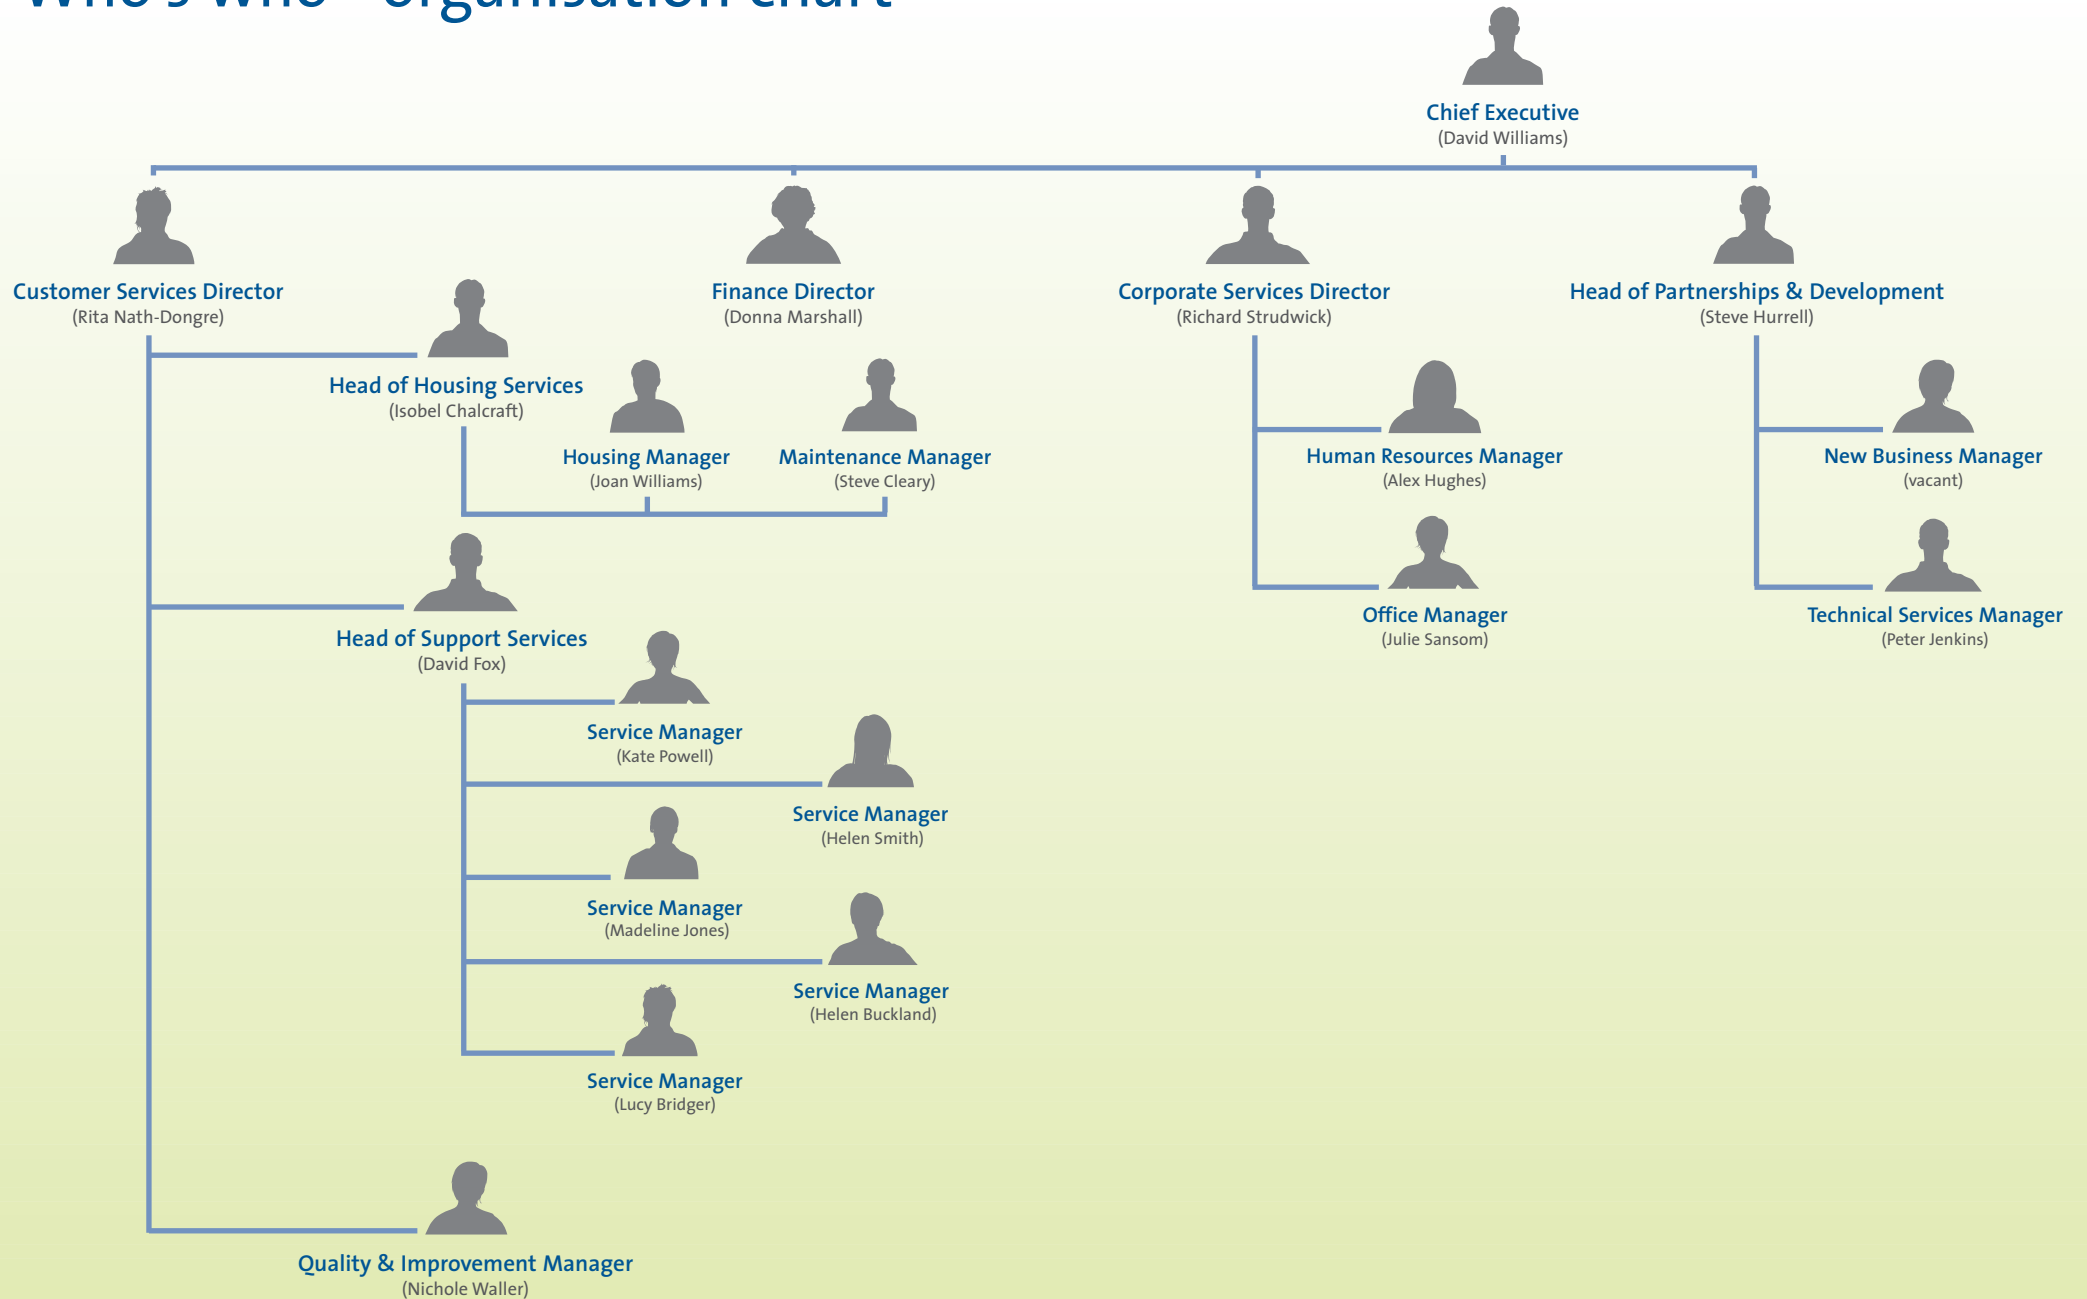 Who's who - organisation chart
Chief Executive
(David Williams)
Customer Services Director
(Rita Nath-Dongre)
Finance Director
(Donna Marshall)
Corporate Services Director
(Richard Strudwick)
Head of Partnerships & Development
(Steve Hurrell)
Head of Housing Services
(Isobel Chalcraft)
Housing Manager
(Joan Williams)
Maintenance Manager
(Steve Cleary)
Human Resources Manager
(Alex Hughes)
New Business Manager
(vacant)
Office Manager
(Julie Sansom)
Technical Services Manager
(Peter Jenkins)
Head of Support Services
(David Fox)
Service Manager
(Kate Powell)
Service Manager
(Helen Smith)
Service Manager
(Madeline Jones)
Service Manager
(Helen Buckland)
Service Manager
(Lucy Bridger)
Quality & Improvement Manager
(Nichole Waller)